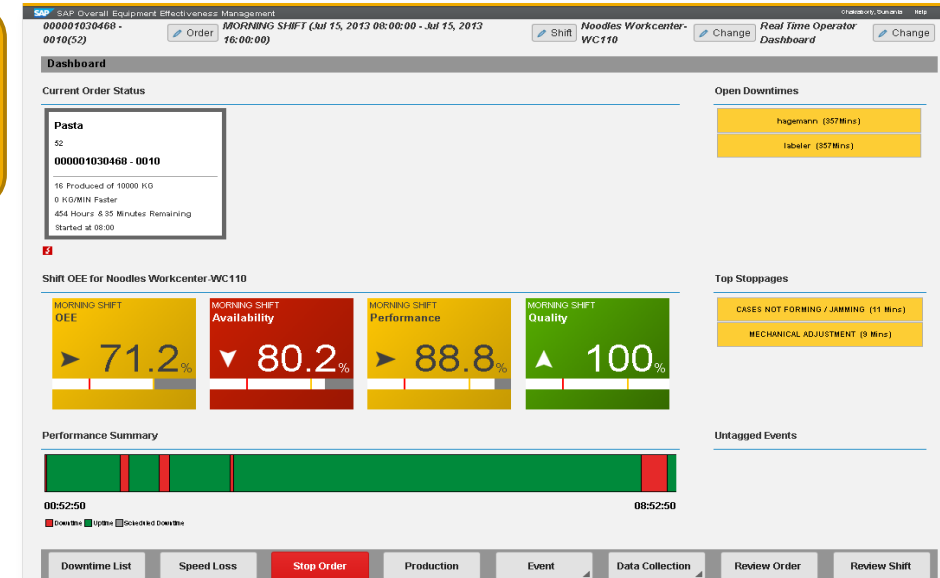 SAP SAP Overall Equipment Effectiveness Management Chakraborty, Sumanta Help
000001030468 - 0010(52) Order MORNING SHIFT (Jul 15, 2013 06:00:00 - Jul 15, 2013 16:00:00) Shift Noodles Workcenter-WC110 Change Real Time Operator Dashboard Change
Dashboard
Current Order Status
Open Downtimes
Pasta
52
000001030468 - 0010
16 Produced of 10000 KG
0 KG/MIN Faster
454 Hours & 35 Minutes Remaining
Started at 08:00
hagemann (357Mins)
labeler (357Mins)
Shift OEE for Noodles Workcenter-WC110
Top Stoppages
MORNING SHIFT
OEE
71.2%
MORNING SHIFT
Availability
80.2%
MORNING SHIFT
Performance
88.8%
MORNING SHIFT
Quality
100%
CASES NOT FORMING / JAMMING (11 Mins)
MECHANICAL ADJUSTMENT (9 Mins)
Performance Summary
Untagged Events
00:52:50 08:52:50
Downtime Uptime Scheduled Downtime
Downtime List Speed Loss Stop Order Production Event Data Collection Review Order Review Shift